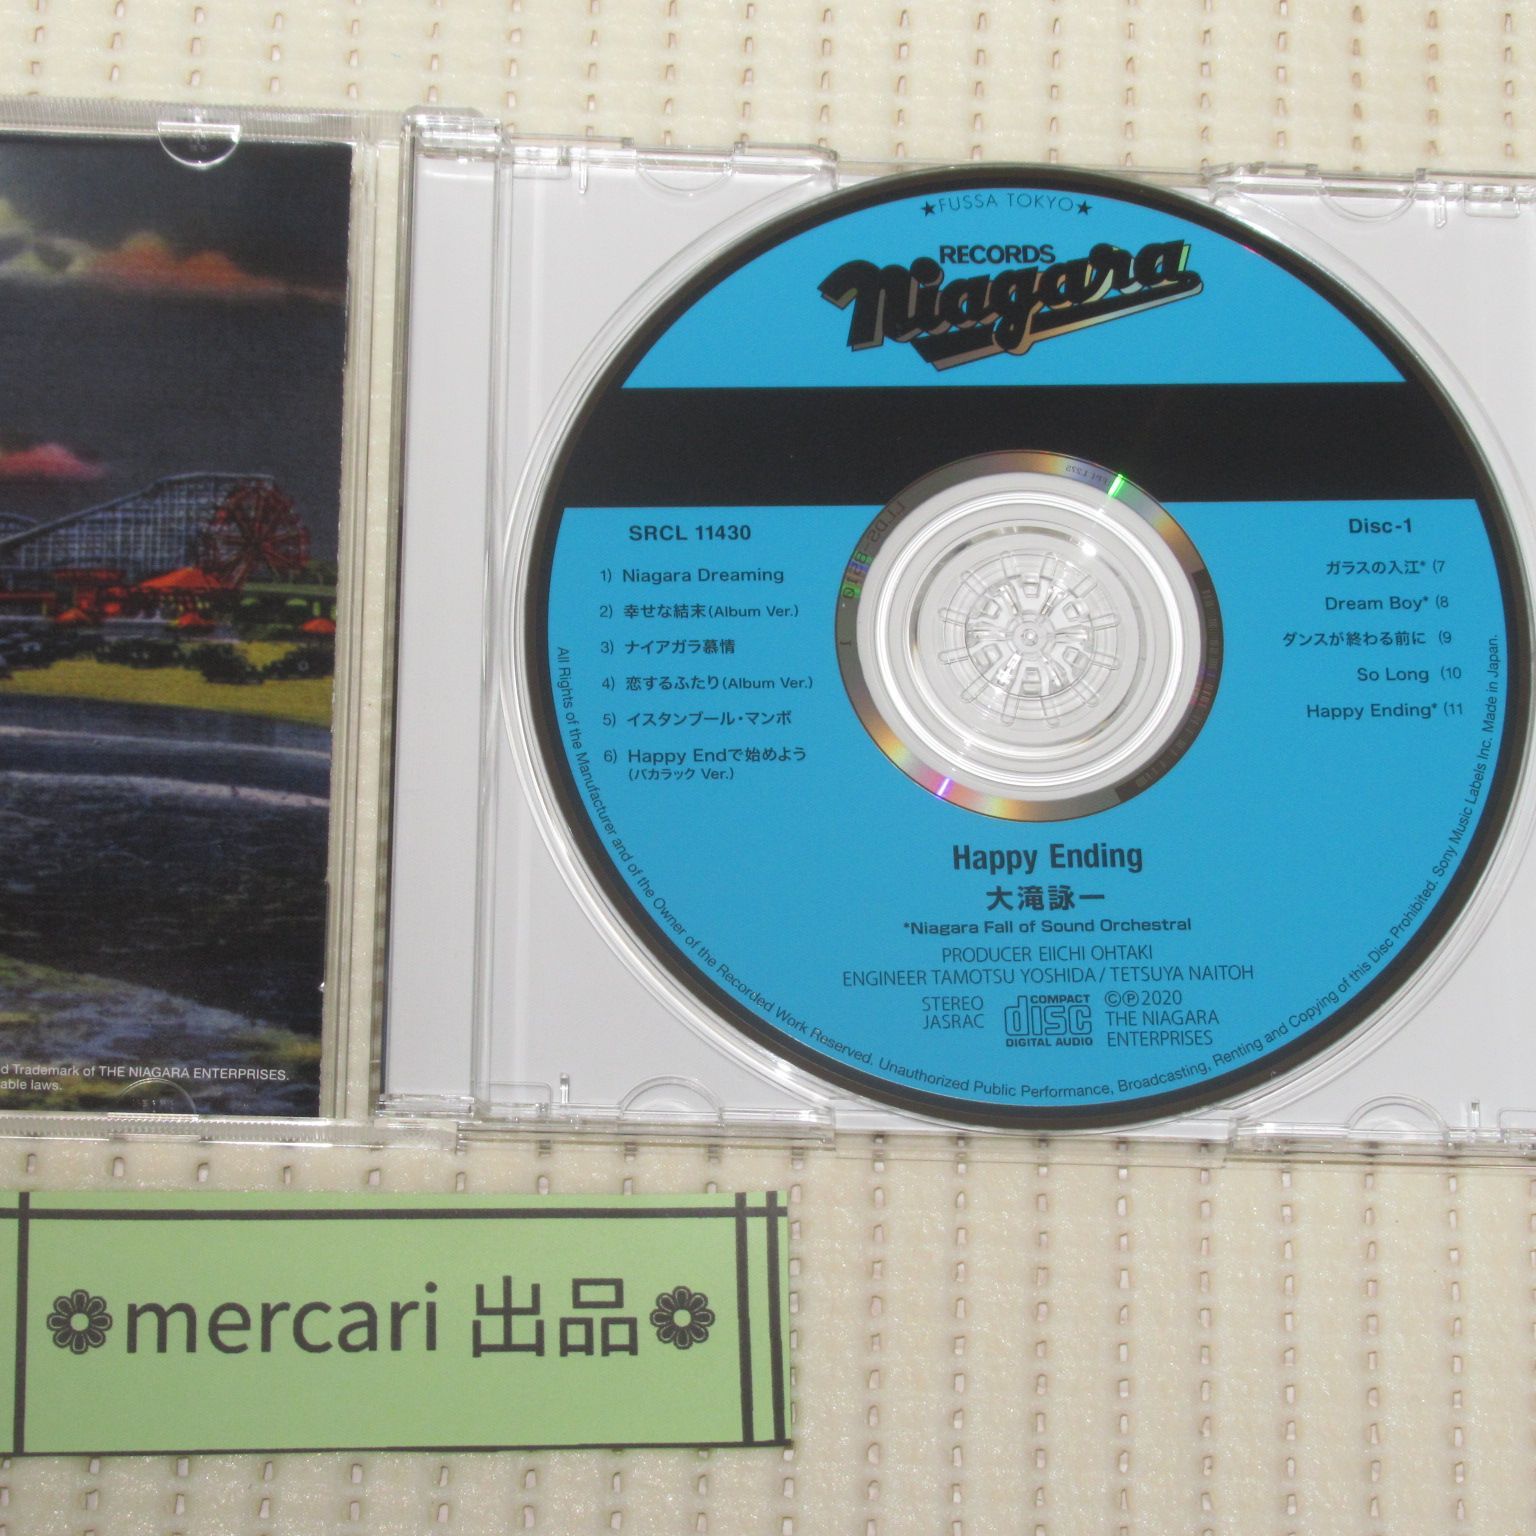 ★FUSSA TOKYO★
RECORDS
Niagara
SRCL 11430
Disc-1
1) Niagara Dreaming
2) 幸せな結末(Album Ver.)
3) ナイアガラ慕情
4) 恋するふたり(Album Ver.)
5) イスタンブール・マンボ
6) Happy Endで始めよう
(バカラック Ver.)
ガラスの入江* (7
Dream Boy* (8
ダンスが終わる前に (9
So Long (10
Happy Ending* (11
Happy Ending
大滝詠一
*Niagara Fall of Sound Orchestral
PRODUCER EIICHI OHTAKI
ENGINEER TAMOTSU YOSHIDA / TETSUYA NAITOH
STEREO
JASRAC
COMPACT
disc
DIGITAL AUDIO
©℗2020
THE NIAGARA
ENTERPRISES
All Rights of the Manufacturer and of the Owner of the Recorded Work Reserved. Unauthorized Public Performance, Broadcasting, Renting and Copying of this Disc Prohibited. Sony Music Labels Inc. Made in Japan.
d Trademark of THE NIAGARA ENTERPRISES.
able laws.
❁mercari 出品❁